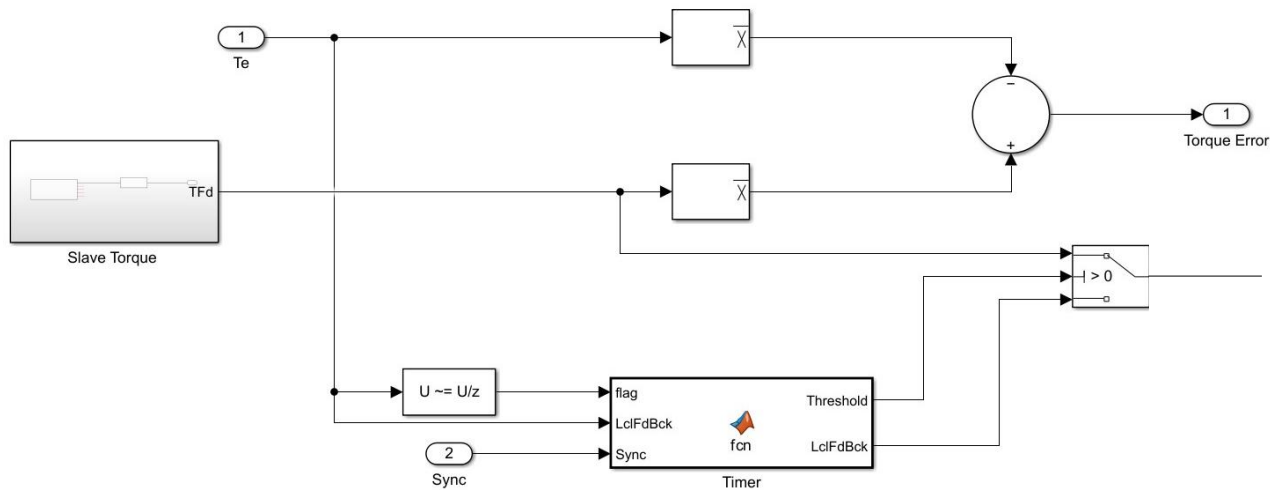 1
Te
X
−
+
1
Torque Error
TFd
X
Slave Torque
> 0
U ~= U/z
flag
LclFdBck
Sync
fcn
Threshold
LclFdBck
2
Sync
Timer